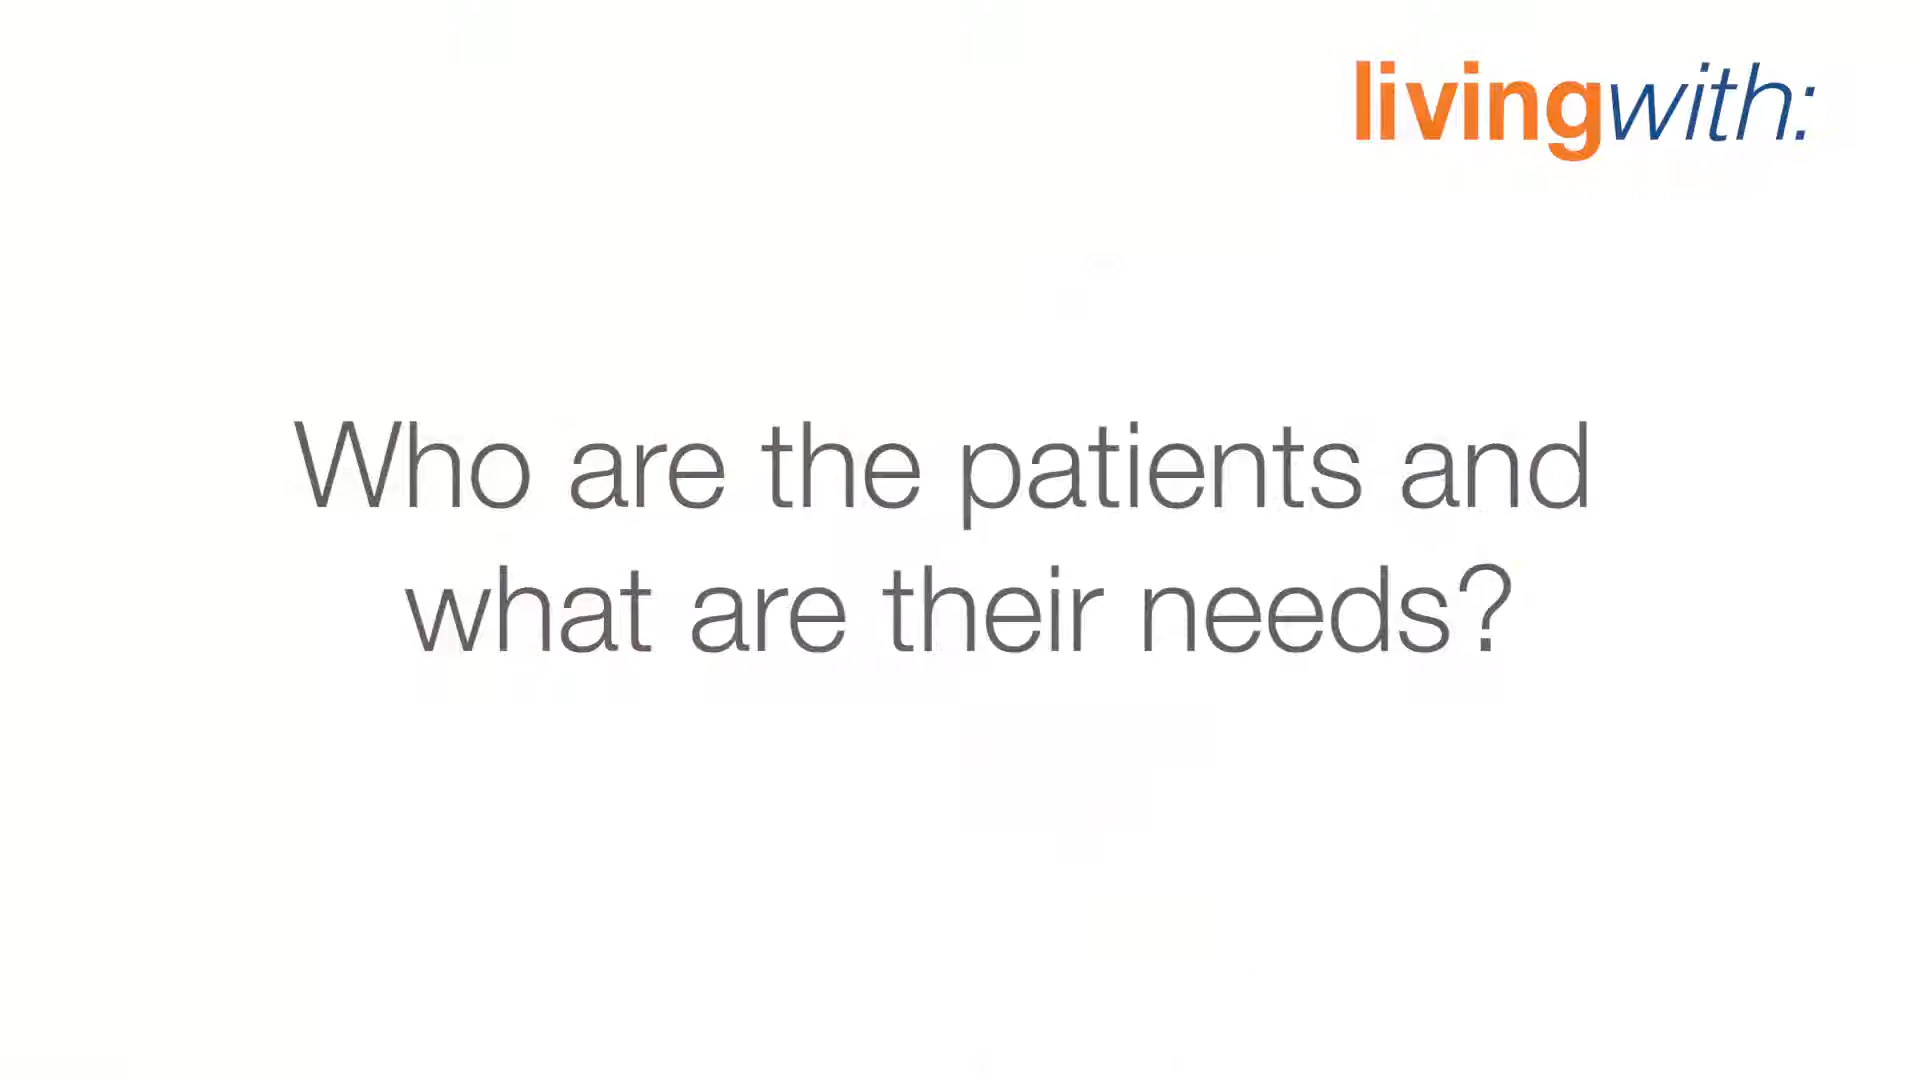 livingwith:
Who are the patients and
what are their needs?